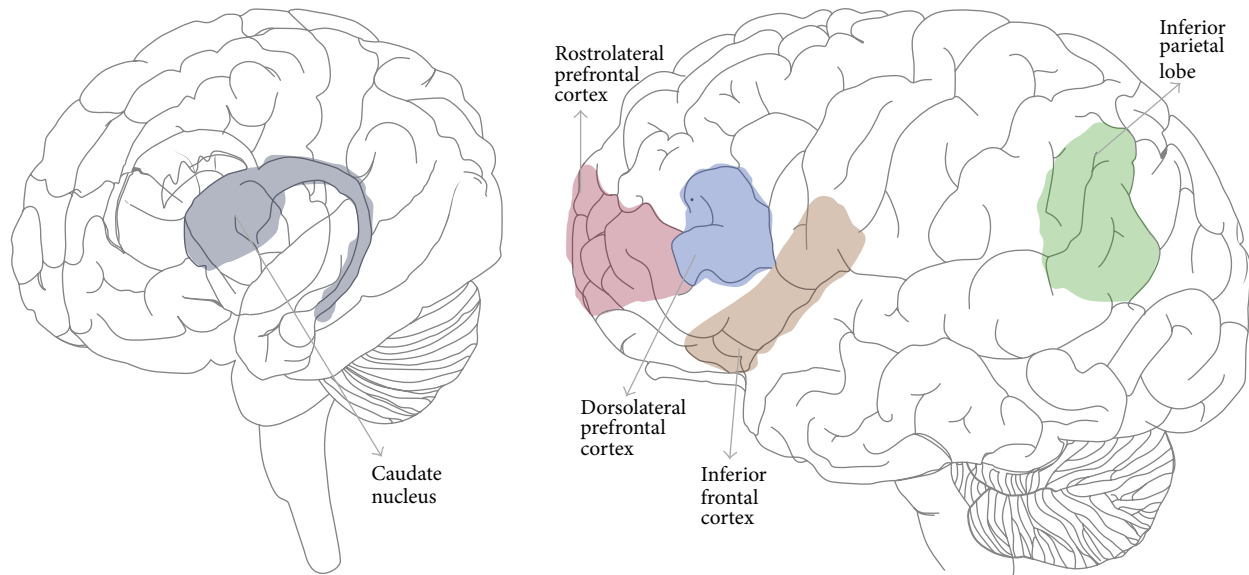 Caudate
nucleus
Rostrolateral
prefrontal
cortex
Dorsolateral
prefrontal
cortex
Inferior
frontal
cortex
Inferior
parietal
lobe